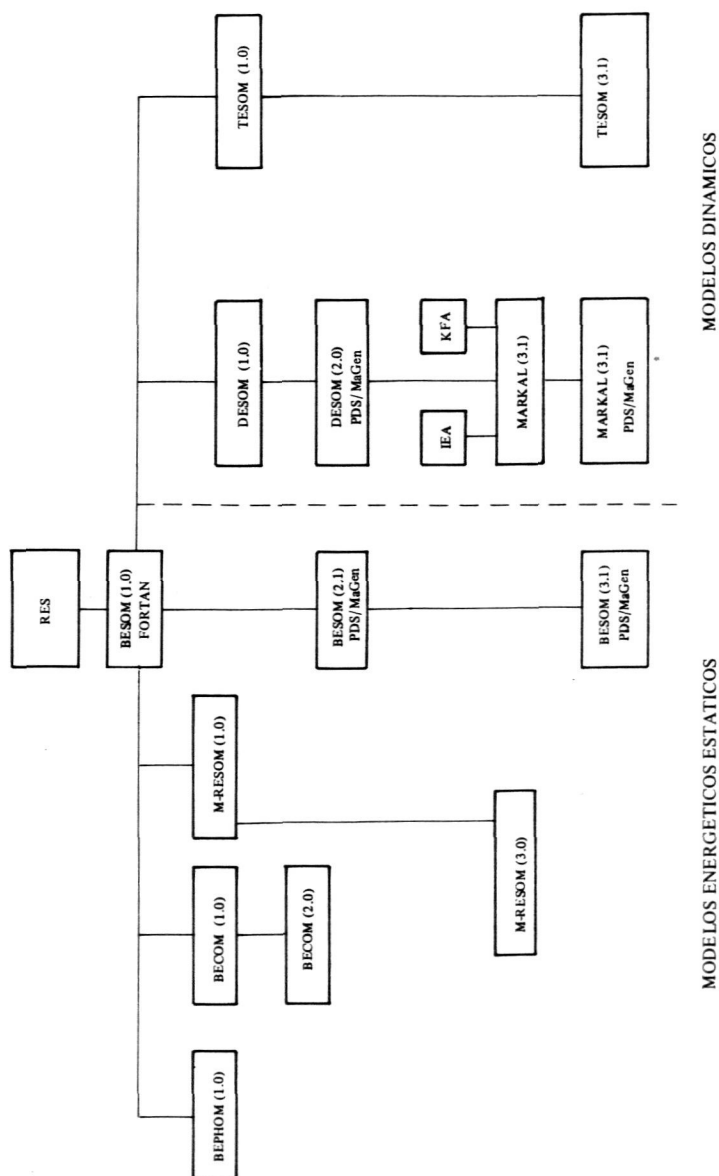 RES
BESOM (1.0)
FORTAN
BEPHOM (1.0)
BECOM (1.0)
M-RESOM (1.0)
DESOM (1.0)
TESOM (1.0)
BECOM (2.0)
BESOM (2.1)
PDS/MaGen
DESOM (2.0)
PDS/MaGen
IEA
KFA
M-RESOM (3.0)
MARKAL (3.1)
BESOM (3.1)
PDS/MaGen
MARKAL (3.1)
PDS/MaGen
TESOM (3.1)
MODELOS ENERGETICOS ESTATICOS
MODELOS DINAMICOS